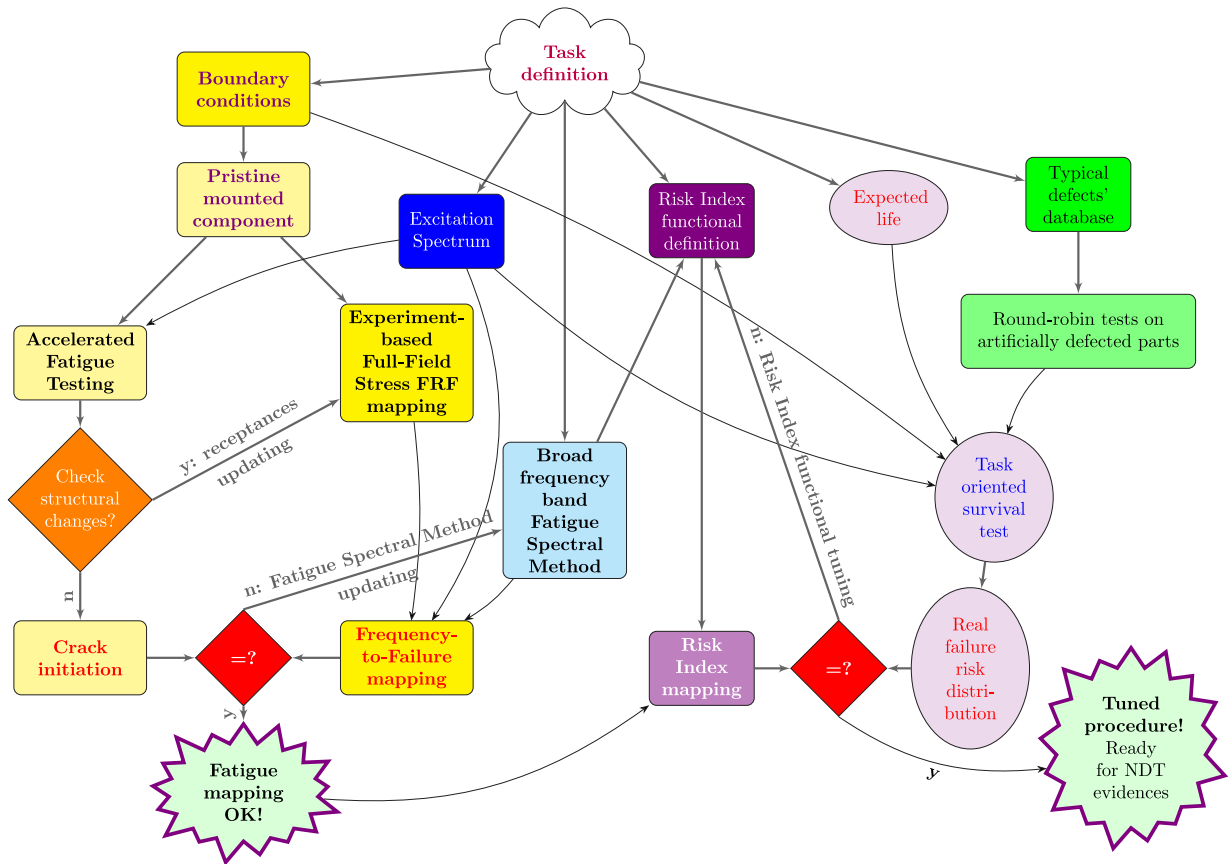 Task
definition
Boundary
conditions
Pristine
mounted
component
Excitation
Spectrum
Risk Index
functional
definition
Expected
life
Typical
defects'
database
Accelerated
Fatigue
Testing
Experiment-
based
Full-Field
Stress FRF
mapping
Round-robin tests on
artificially defected parts
Check
structural
changes?
y: receptances
updating
n: Risk Index functional tuning
Broad
frequency
band
Fatigue
Spectral
Method
Task
oriented
survival
test
n: Fatigue Spectral Method
updating
n
Crack
initiation
=?
Frequency-
to-Failure
mapping
Risk
Index
mapping
=?
Real
failure
risk
distri-
bution
y
Fatigue
mapping
OK!
y
Tuned
procedure!
Ready
for NDT
evidences